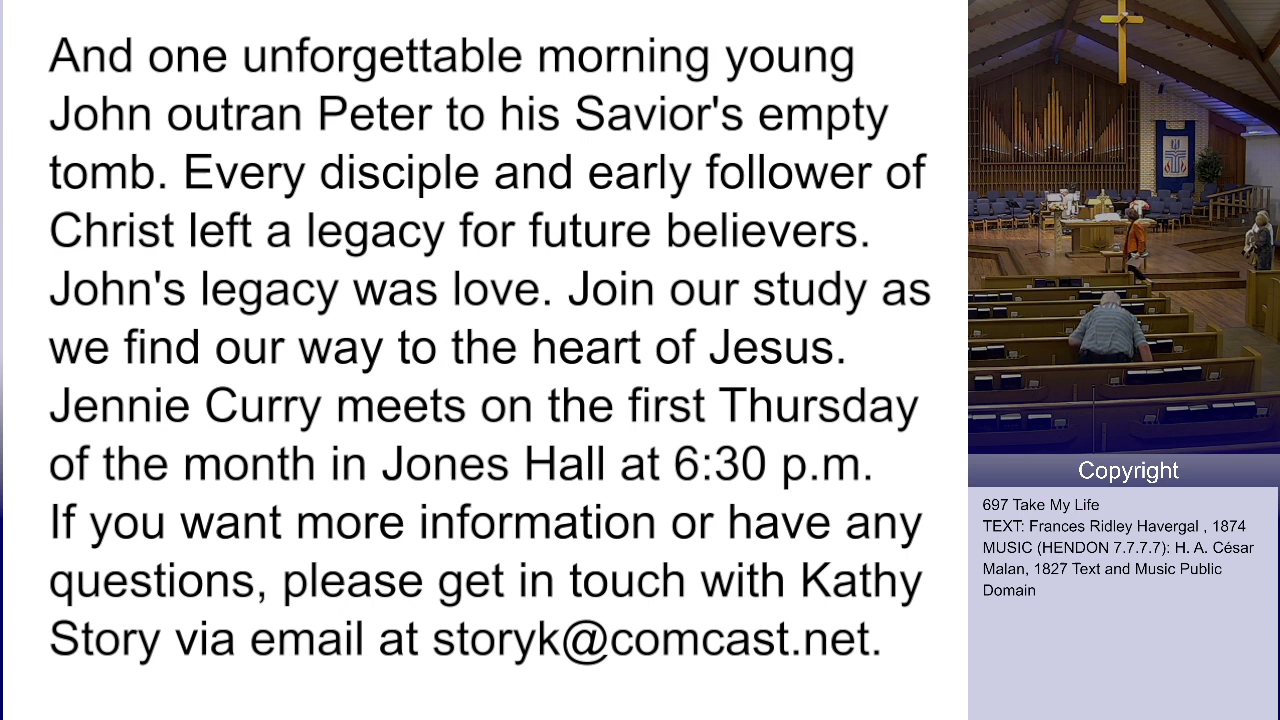 And one unforgettable morning young
John outran Peter to his Savior's empty
tomb. Every disciple and early follower of
Christ left a legacy for future believers.
John's legacy was love. Join our study as
we find our way to the heart of Jesus.
Jennie Curry meets on the first Thursday
of the month in Jones Hall at 6:30 p.m.
If you want more information or have any
questions, please get in touch with Kathy
Story via email at storyk@comcast.net.
Copyright
697 Take My Life
TEXT: Frances Ridley Havergal , 1874
MUSIC (HENDON 7.7.7.7): H. A. César
Malan, 1827 Text and Music Public
Domain